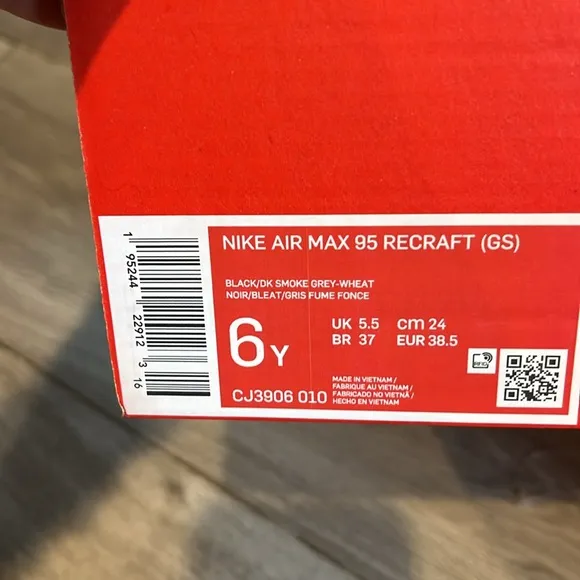 NIKE AIR MAX 95 RECRAFT (GS)
BLACK/DK SMOKE GREY-WHEAT
NOIR/BLEAT/GRIS FUME FONCE
6Y
UK 5.5 cm 24
BR 37 EUR 38.5
CJ3906 010
MADE IN VIETNAM/
FABRIQUE AU VIETNAM/
FABRICADO NO VIETNÃ/
HECHO EN VIETNAM
1 95244 22912 3 16